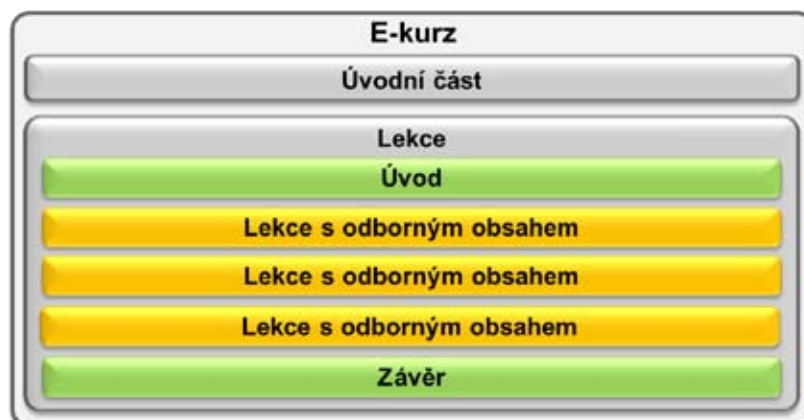 E-kurz
Úvodní část
Lekce
Úvod
Lekce s odborným obsahem
Lekce s odborným obsahem
Lekce s odborným obsahem
Závěr